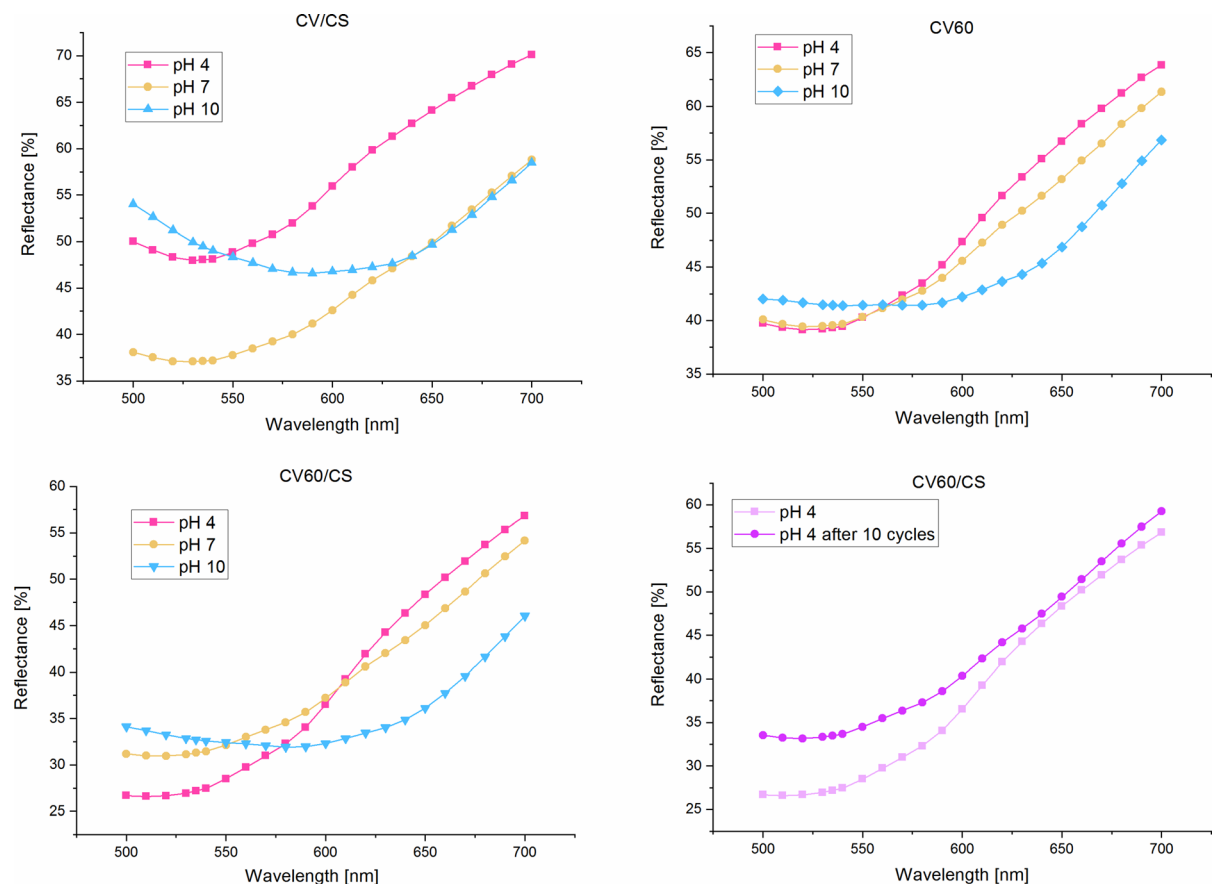 CV/CS
pH 4
pH 7
pH 10
Reflectance [%]
70
65
60
55
50
45
40
35
500 550 600 650 700
Wavelength [nm]
CV60
pH 4
pH 7
pH 10
Reflectance [%]
65
60
55
50
45
40
35
500 550 600 650 700
Wavelength [nm]
CV60/CS
pH 4
pH 7
pH 10
Reflectance [%]
60
55
50
45
40
35
30
25
500 550 600 650 700
Wavelength [nm]
CV60/CS
pH 4
pH 4 after 10 cycles
Reflectance [%]
60
55
50
45
40
35
30
25
500 550 600 650 700
Wavelength [nm]